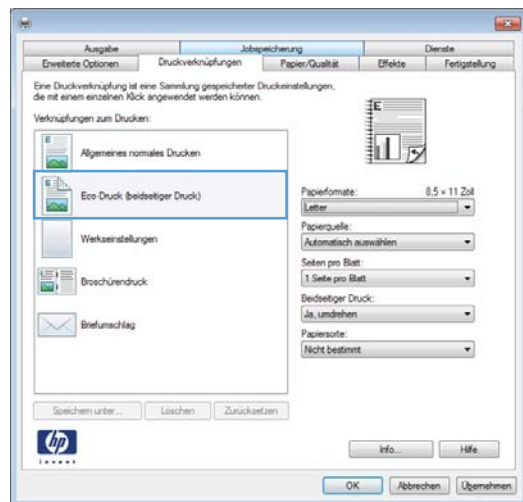 Ausgabe
Jobspeicherung
Dienste
Erweiterte Optionen
Druckverknüpfungen
Papier/Qualität
Effekte
Fertigstellung
Eine Druckverknüpfung ist eine Sammlung gespeicherter Druckeinstellungen,
die mit einem einzelnen Klick angewendet werden können.
Verknüpfungen zum Drucken:
E
Allgemeines normales Drucken
E
Eco-Druck (beidseitiger Druck)
Werkseinstellungen
Broschürendruck
Briefumschlag
Speichern unter...
Löschen
Zurücksetzen
E
Papierformate:
8,5 × 11 Zoll
Letter
Papierquelle:
Automatisch auswählen
Seiten pro Blatt:
1 Seite pro Blatt
Beidseitiger Druck:
Ja, umdrehen
Papiersorte:
Nicht bestimmt
hp
invent
Info...
Hilfe
OK
Abbrechen
Übernehmen